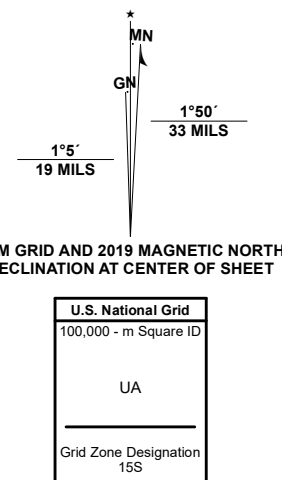 ★
MN
GN
1°50´
33 MILS
1°5´
19 MILS
M GRID AND 2019 MAGNETIC NORTH
ECLINATION AT CENTER OF SHEET
U.S. National Grid
100,000 - m Square ID
UA
Grid Zone Designation
15S